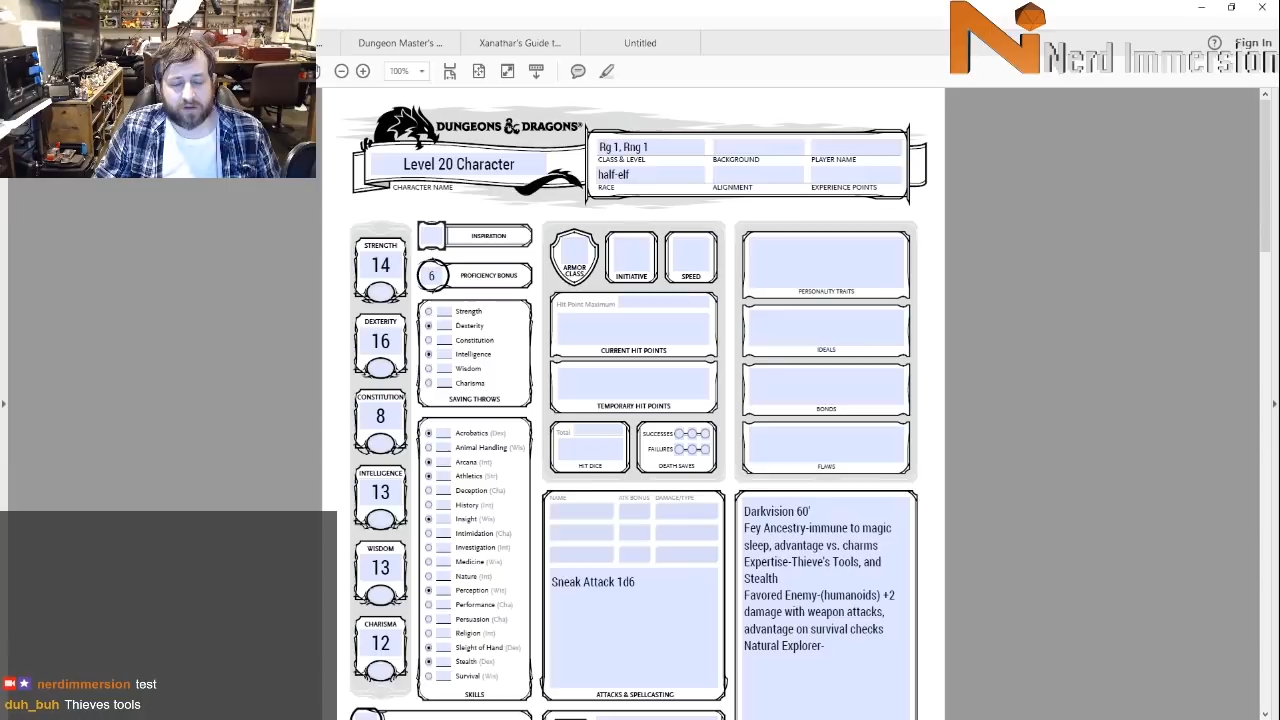 Dungeon Master's ...
Xanathar's Guide t...
Untitled
Sign In
Nerd Immersion
100%
DUNGEONS & DRAGONS®
Level 20 Character
CHARACTER NAME
Rg 1, Rng 1
CLASS & LEVEL
BACKGROUND
PLAYER NAME
half-elf
RACE
ALIGNMENT
EXPERIENCE POINTS
STRENGTH
14
DEXTERITY
16
CONSTITUTION
8
INTELLIGENCE
13
WISDOM
13
CHARISMA
12
INSPIRATION
6
PROFICIENCY BONUS
Strength
Dexterity
Constitution
Intelligence
Wisdom
Charisma
SAVING THROWS
Acrobatics (Dex)
Animal Handling (Wis)
Arcana (Int)
Athletics (Str)
Deception (Cha)
History (Int)
Insight (Wis)
Intimidation (Cha)
Investigation (Int)
Medicine (Wis)
Nature (Int)
Perception (Wis)
Performance (Cha)
Persuasion (Cha)
Religion (Int)
Sleight of Hand (Dex)
Stealth (Dex)
Survival (Wis)
SKILLS
ARMOR
CLASS
INITIATIVE
SPEED
Hit Point Maximum
CURRENT HIT POINTS
TEMPORARY HIT POINTS
Total
HIT DICE
SUCCESSES
FAILURES
DEATH SAVES
NAME
ATK BONUS
DAMAGE/TYPE
Sneak Attack 1d6
ATTACKS & SPELLCASTING
PERSONALITY TRAITS
IDEALS
BONDS
FLAWS
Darkvision 60'
Fey Ancestry-immune to magic
sleep, advantage vs. charms
Expertise-Thieve's Tools, and
Stealth
Favored Enemy-(humanoids) +2
damage with weapon attacks,
advantage on survival checks
Natural Explorer-
nerdimmersion test
duh_buh Thieves tools